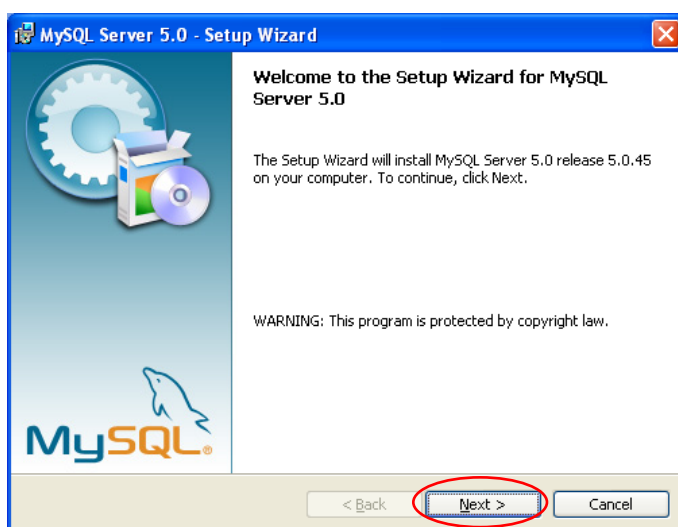 MySQL Server 5.0 - Setup Wizard
Welcome to the Setup Wizard for MySQL
Server 5.0
The Setup Wizard will install MySQL Server 5.0 release 5.0.45
on your computer. To continue, click Next.
WARNING: This program is protected by copyright law.
MySQL®
< Back
Next >
Cancel